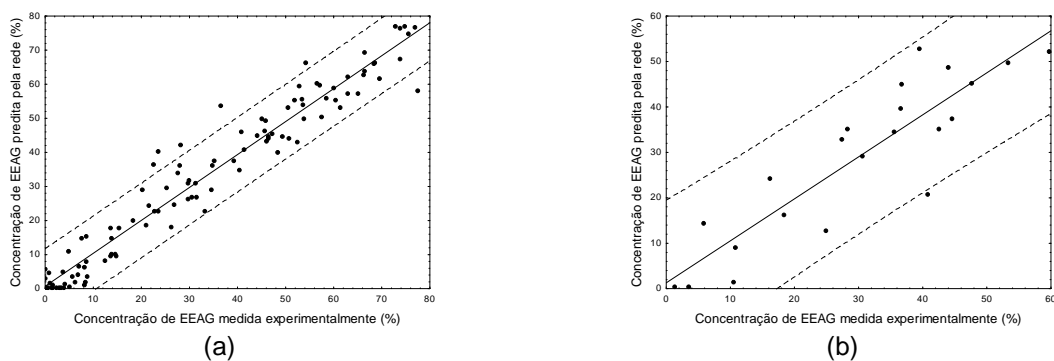 Concentração de EEAG predita pela rede (%)
80
70
60
50
40
30
20
10
0
0 10 20 30 40 50 60 70 80
Concentração de EEAG medida experimentalmente (%)
(a)
Concentração de EEAG predita pela rede (%)
60
50
40
30
20
10
0
0 10 20 30 40 50 60
Concentração de EEAG medida experimentalmente (%)
(b)